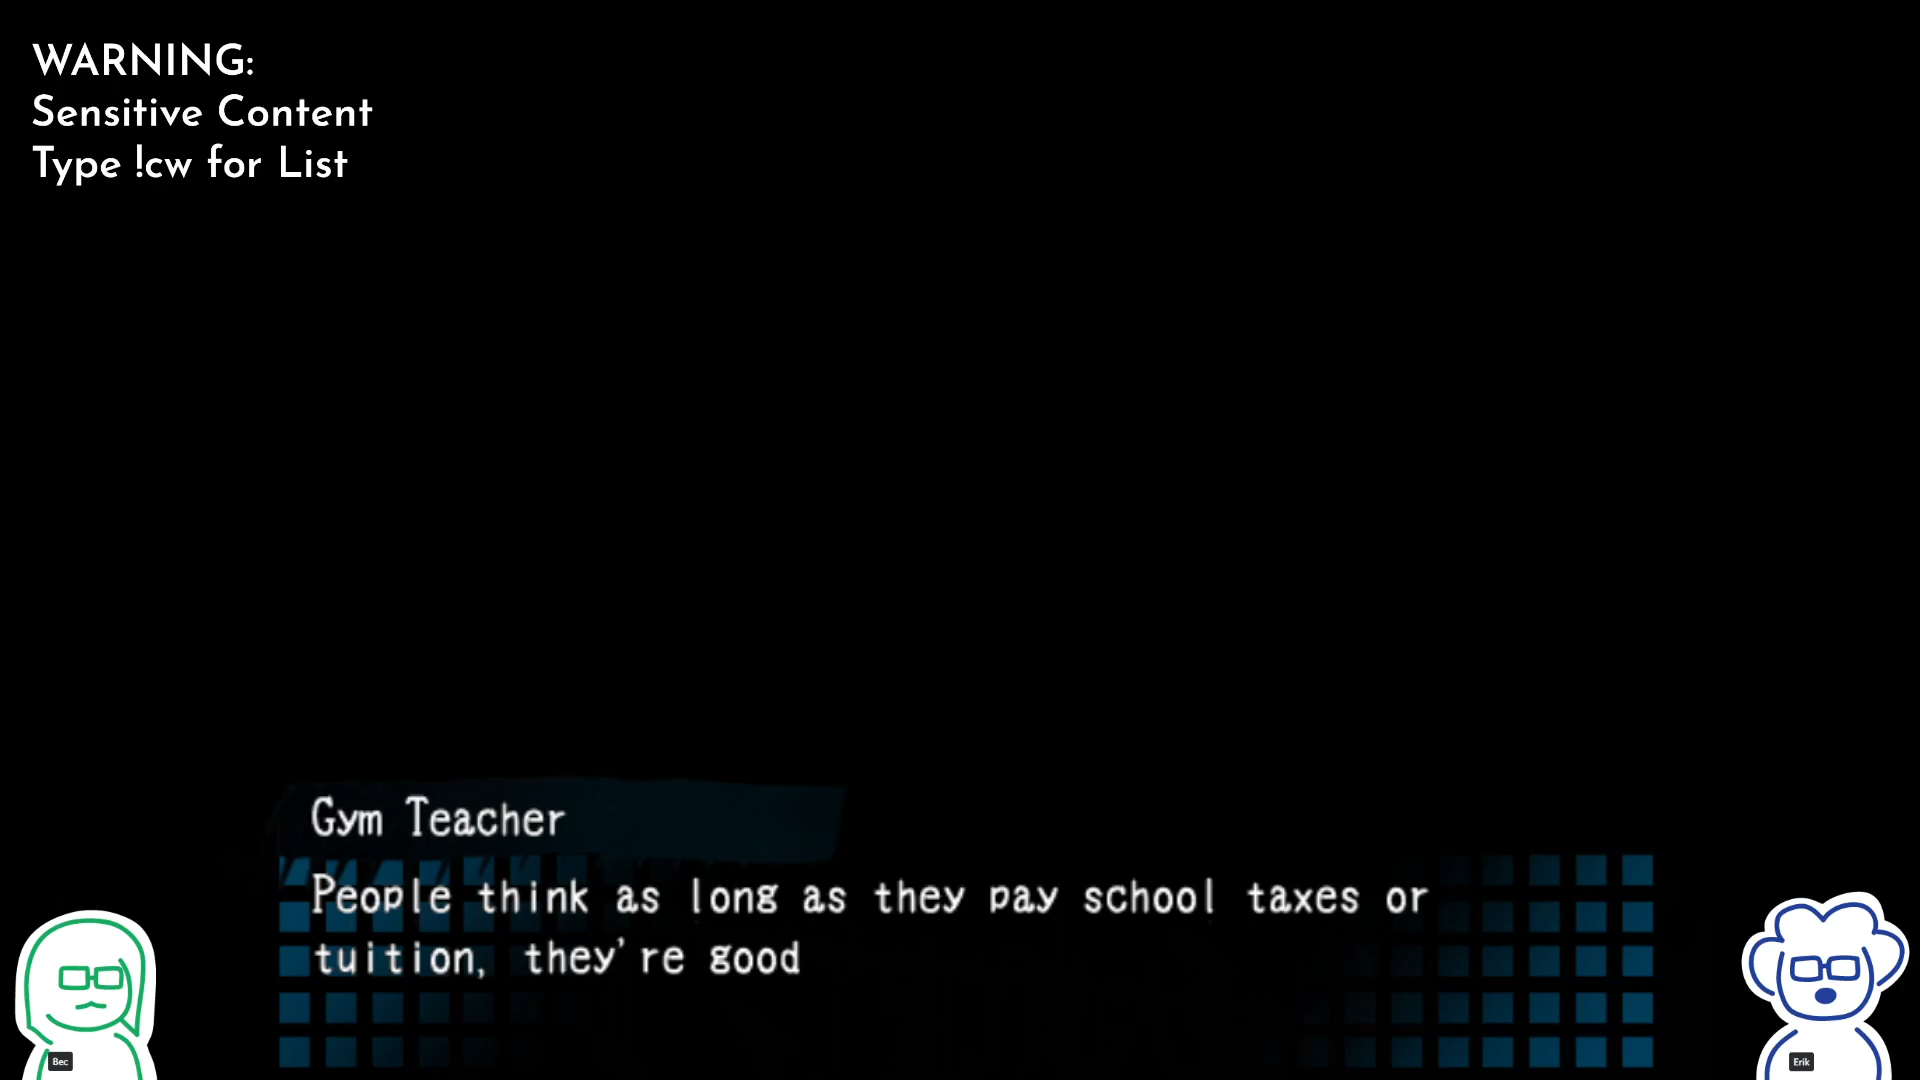 WARNING:
Sensitive Content
Type !cw for List
Gym Teacher
People think as long as they pay school taxes or
tuition, they're good
Bec
Erik